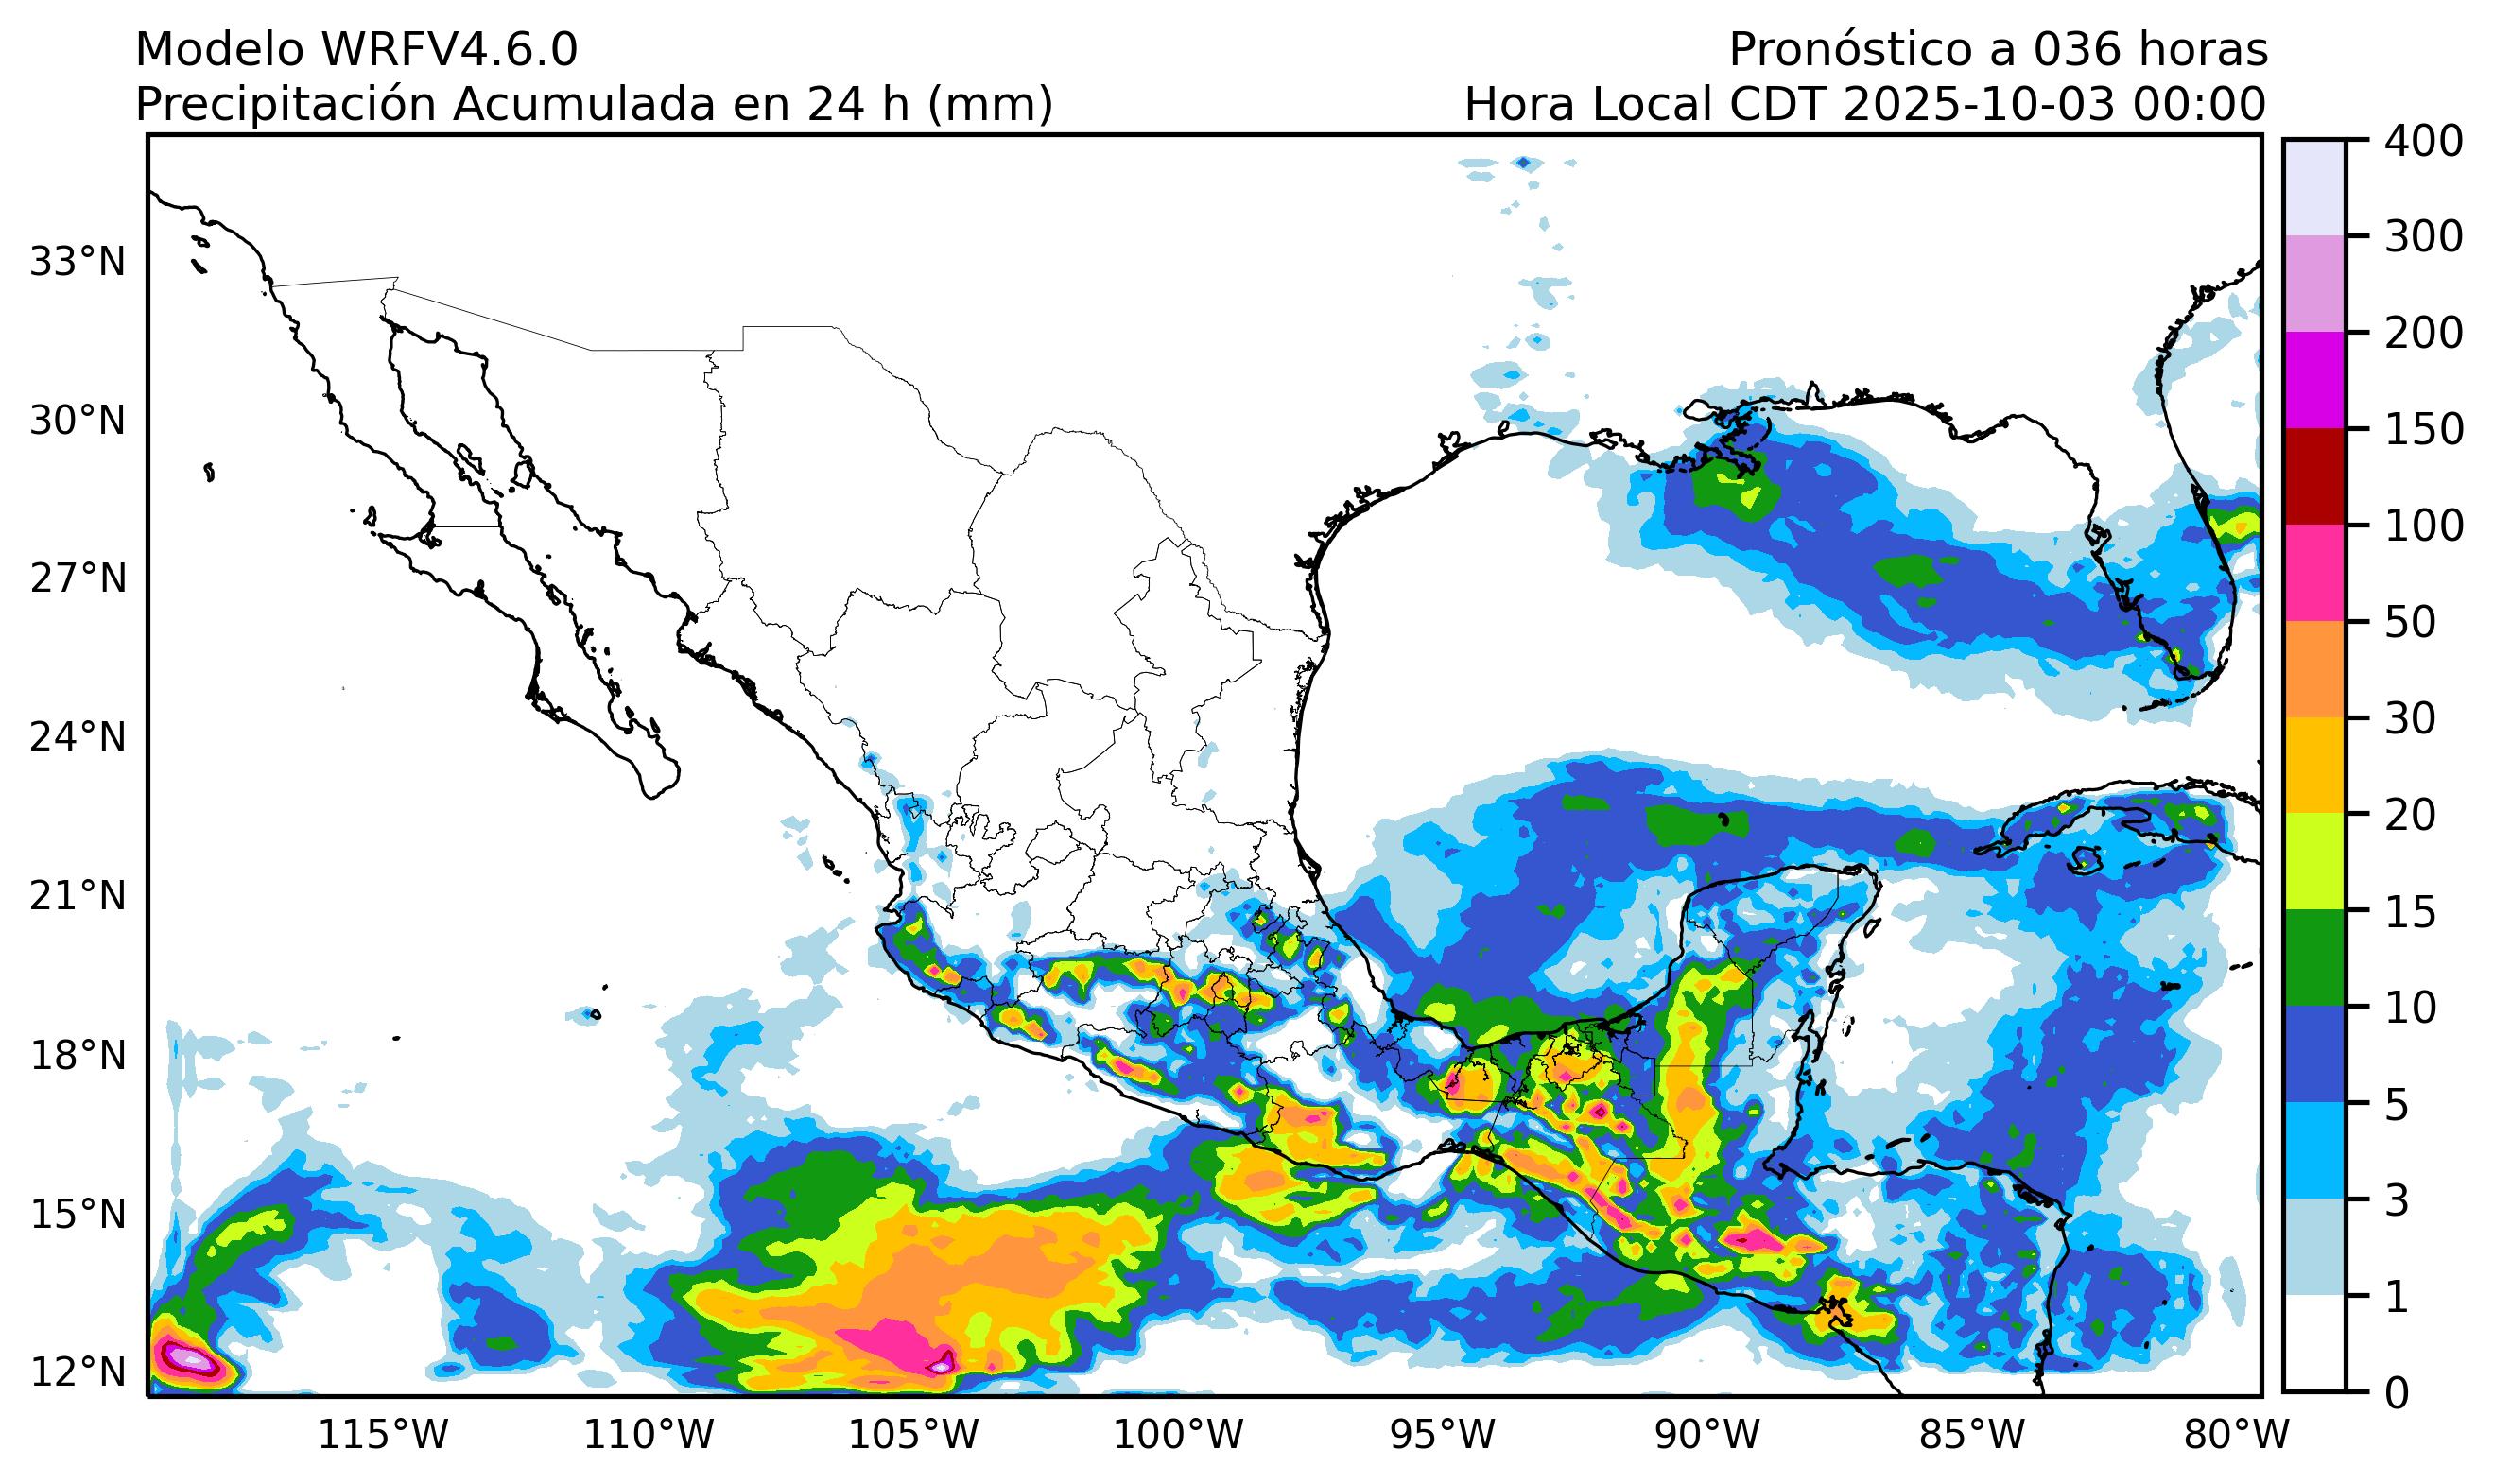 Modelo WRFV4.6.0
Pronóstico a 036 horas
Precipitación Acumulada en 24 h (mm)
Hora Local CDT 2025-10-03 00:00
33°N
30°N
27°N
24°N
21°N
18°N
15°N
12°N
115°W
110°W
105°W
100°W
95°W
90°W
85°W
80°W
400
300
200
150
100
50
30
20
15
10
5
3
1
0